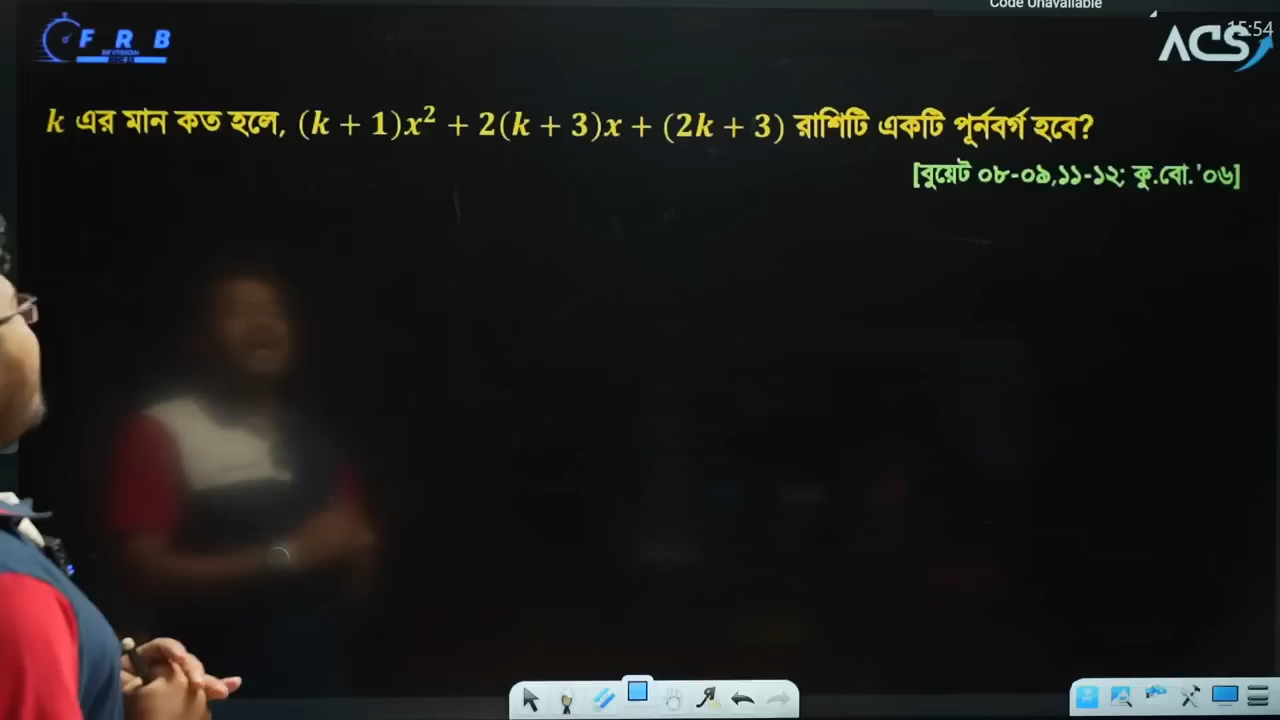 Code Unavailable
F R B
15:54
ACS
k এর মান কত হলে, (k + 1)x² + 2(k + 3)x + (2k + 3) রাশিটি একটি পূর্নবর্গ হবে?
[বুয়েট ০৮-০৯,১১-১২; কু.বো.'০৬]